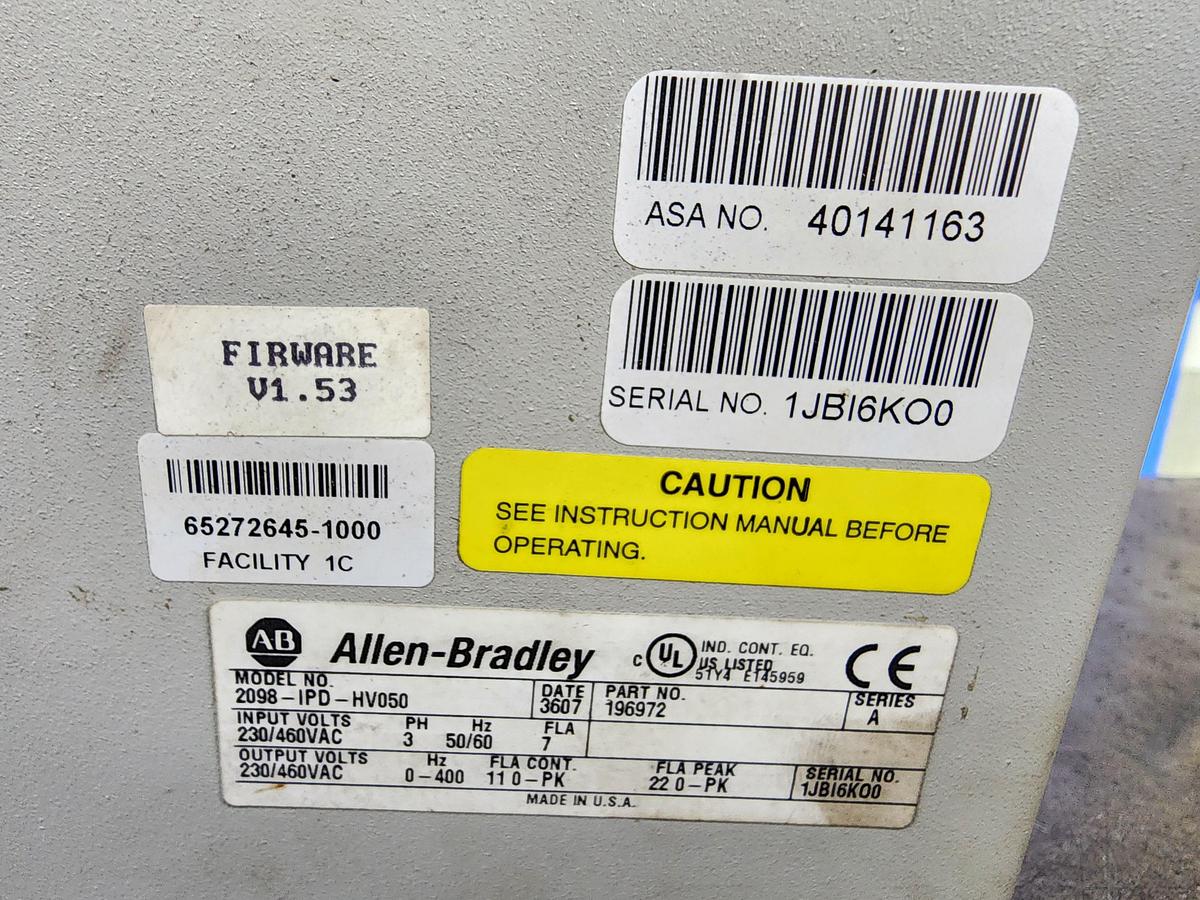 ASA NO. 40141163
SERIAL NO. 1JBI6KO0
FIRWARE
V1.53
65272645-1000
FACILITY 1C
CAUTION
SEE INSTRUCTION MANUAL BEFORE
OPERATING.
AB Allen-Bradley
C UL US LISTED
IND. CONT. EQ.
51Y4 E145959
CE
MODEL NO.
2098-IPD-HV050
DATE
3607
PART NO.
196972
SERIES
A
INPUT VOLTS PH Hz FLA
230/460VAC 3 50/60 7
OUTPUT VOLTS Hz FLA CONT. FLA PEAK
230/460VAC 0-400 11 0-PK 22 0-PK
SERIAL NO.
1JBI6KO0
MADE IN U.S.A.